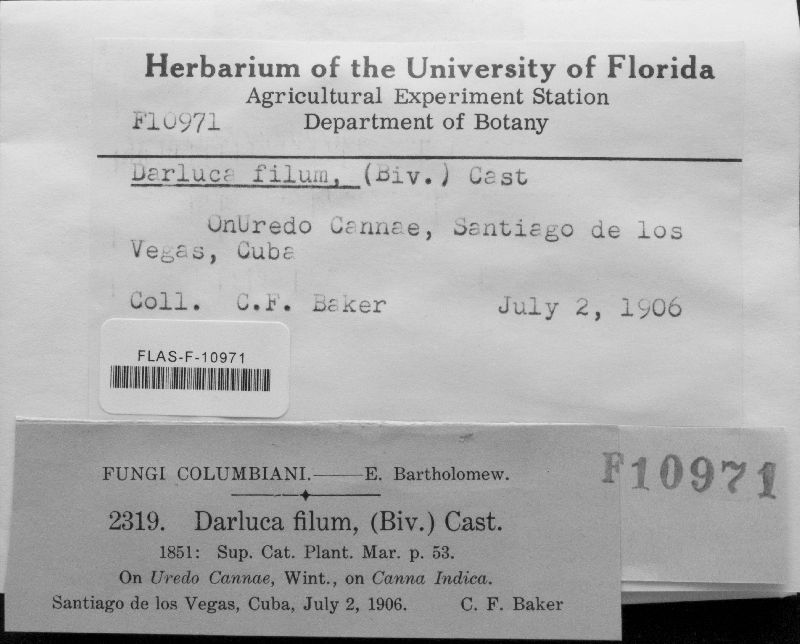 Herbarium of the University of Florida
Agricultural Experiment Station
F10971 Department of Botany
Darluca filum, (Biv.) Cast
OnUredo Cannae, Santiago de los
Vegas, Cuba
Coll. C.F. Baker July 2, 1906
FLAS-F-10971
FUNGI COLUMBIANI.——E. Bartholomew.
F10971
2319. Darluca filum, (Biv.) Cast.
1851: Sup. Cat. Plant. Mar. p. 53.
On Uredo Cannae, Wint., on Canna Indica.
Santiago de los Vegas, Cuba, July 2, 1906. C. F. Baker